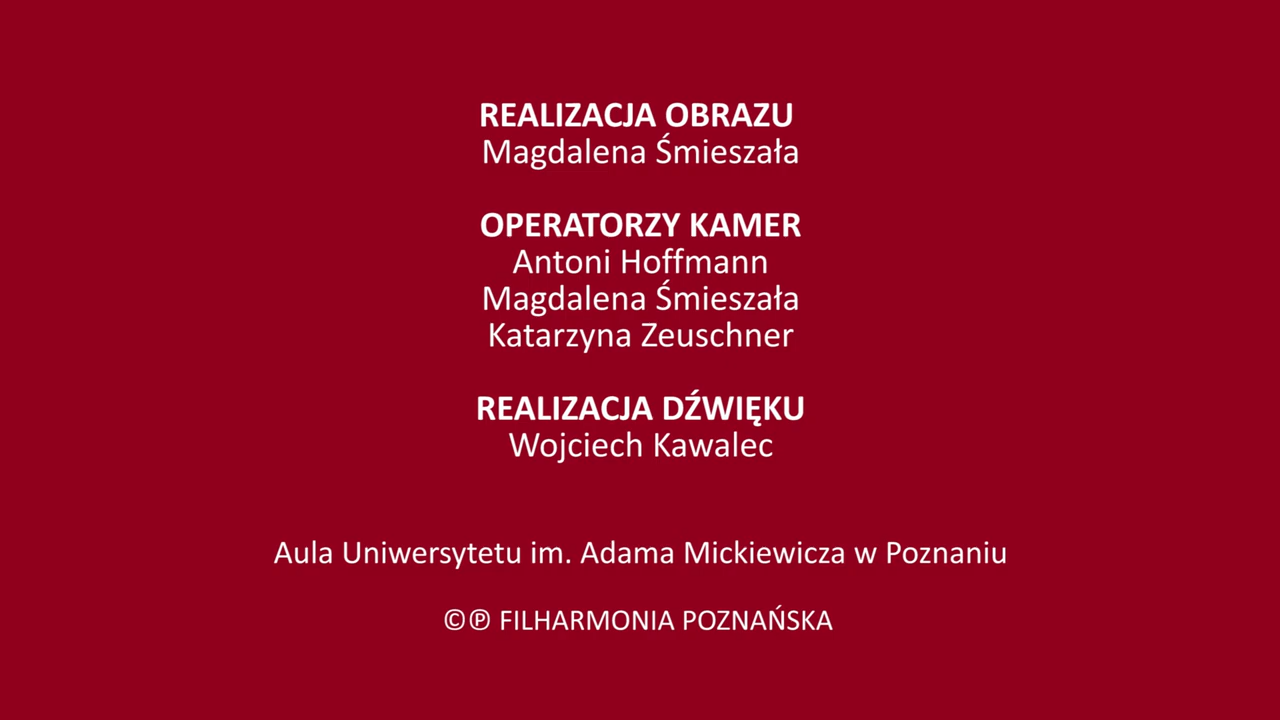 REALIZACJA OBRAZU
Magdalena Śmieszała
OPERATORZY KAMER
Antoni Hoffmann
Magdalena Śmieszała
Katarzyna Zeuschner
REALIZACJA DŹWIĘKU
Wojciech Kawalec
Aula Uniwersytetu im. Adama Mickiewicza w Poznaniu
©℗ FILHARMONIA POZNAŃSKA